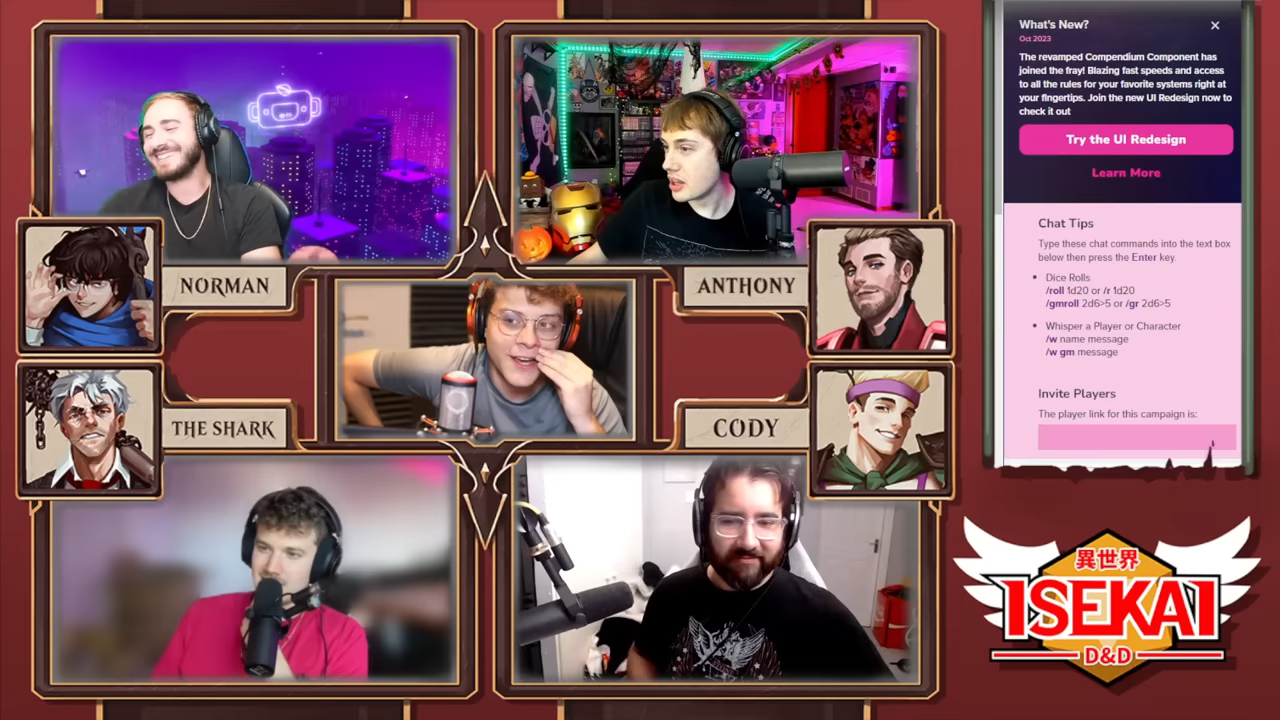 NORMAN
ANTHONY
THE SHARK
CODY
What's New?
Oct 2023
The revamped Compendium Component has
joined the fray! Blazing fast speeds and access
to all the rules for your favorite systems right at
your fingertips. Join the new UI Redesign now to
check it out
Try the UI Redesign
Learn More
Chat Tips
Type these chat commands into the text box
below then press the Enter key.
Dice Rolls
/roll 1d20 or /r 1d20
/gmroll 2d6>5 or /gr 2d6>5
Whisper a Player or Character
/w name message
/w gm message
Invite Players
The player link for this campaign is:
異世界
ISEKAI
D&D